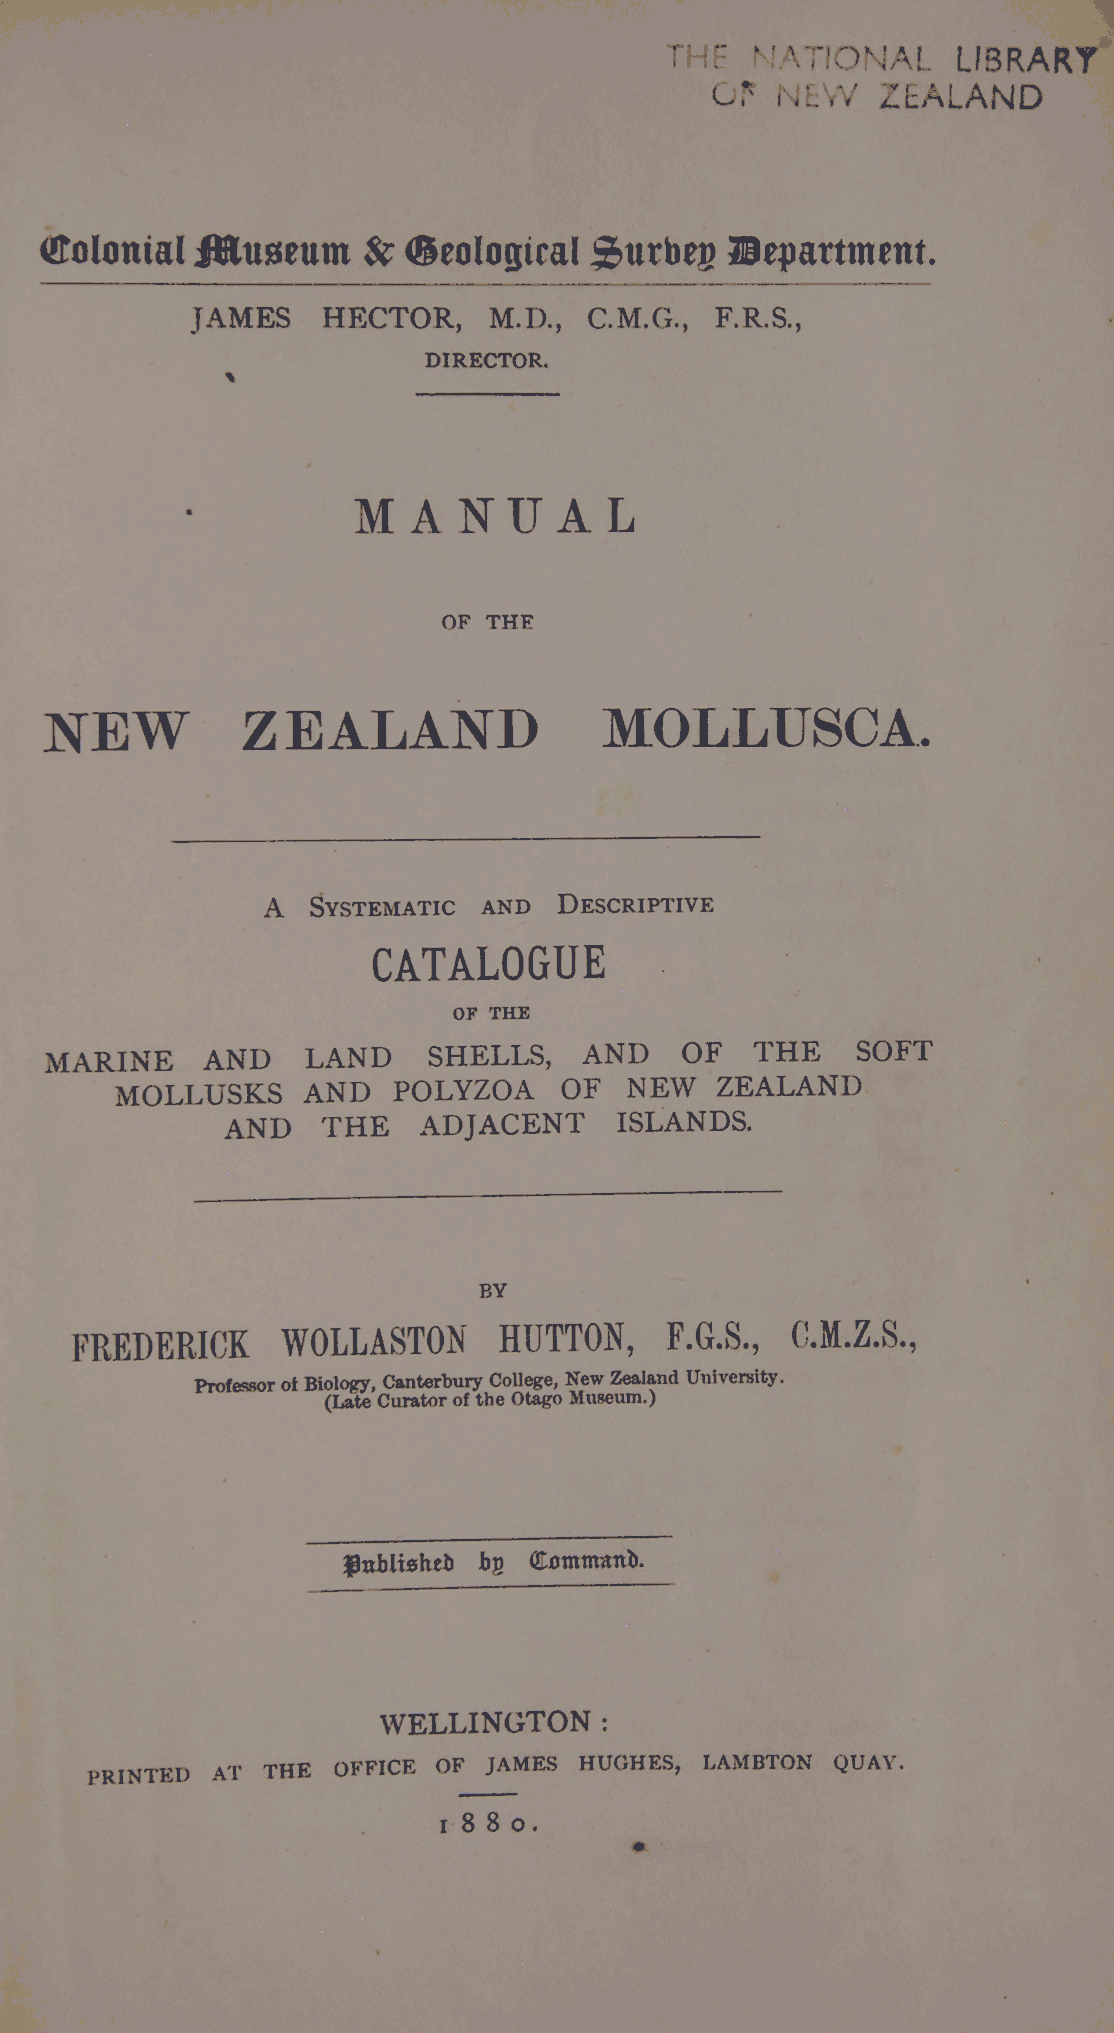 THE NATIONAL LIBRARY
OF NEW ZEALAND
Colonial Museum & Geological Survey Department.
JAMES HECTOR, M.D., C.M.G., F.R.S.,
DIRECTOR.
MANUAL
OF THE
NEW ZEALAND MOLLUSCA.
A SYSTEMATIC AND DESCRIPTIVE
CATALOGUE
OF THE
MARINE AND LAND SHELLS, AND OF THE SOFT
MOLLUSKS AND POLYZOA OF NEW ZEALAND
AND THE ADJACENT ISLANDS.
BY
FREDERICK WOLLASTON HUTTON, F.G.S., C.M.Z.S.,
Professor of Biology, Canterbury College, New Zealand University.
(Late Curator of the Otago Museum.)
Published by Command.
WELLINGTON:
PRINTED AT THE OFFICE OF JAMES HUGHES, LAMBTON QUAY.
1880.